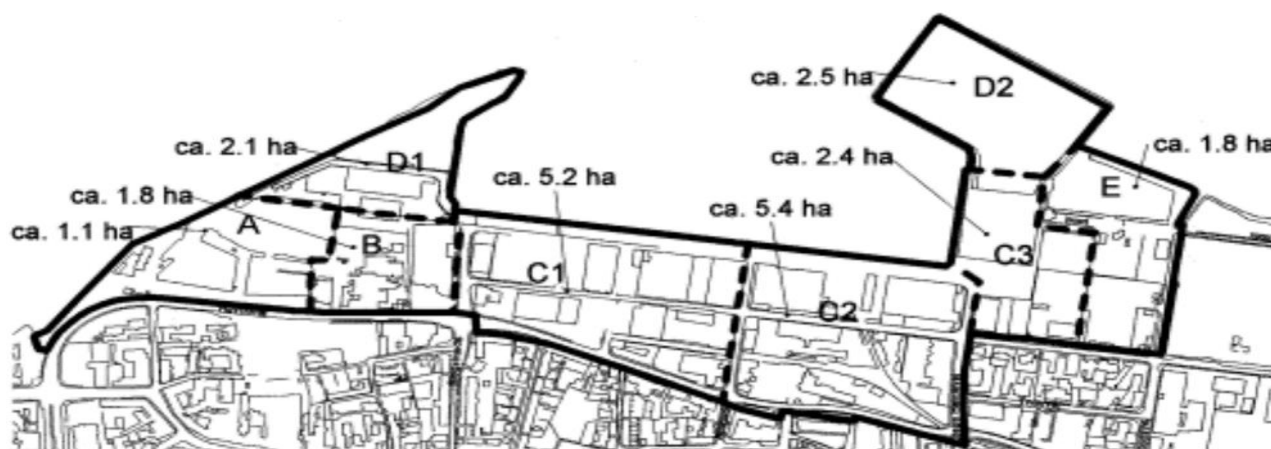 ca. 2.5 ha
D2
ca. 2.1 ha
D1
ca. 2.4 ha
ca. 1.8 ha
E
ca. 1.8 ha
ca. 5.2 ha
ca. 5.4 ha
ca. 1.1 ha
A
B
C3
C1
C2